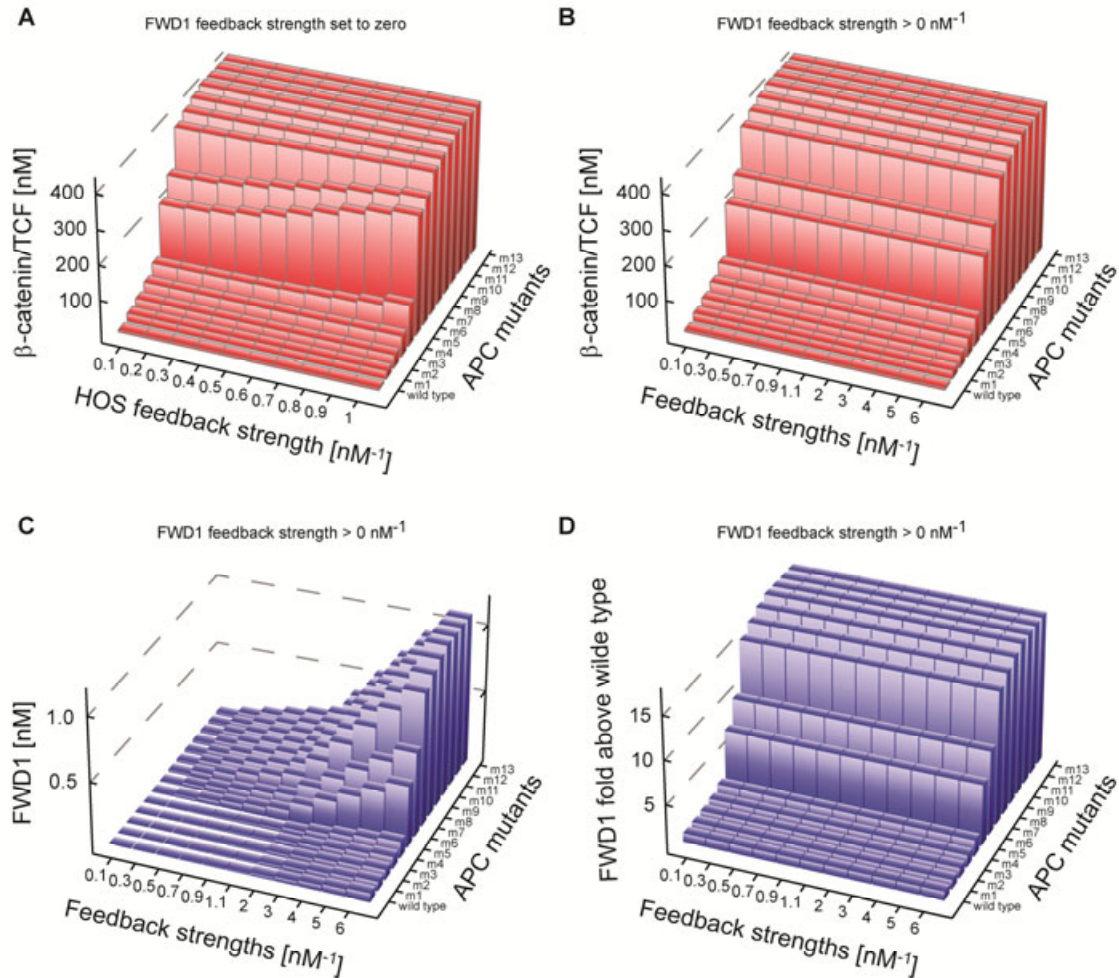 A
FWD1 feedback strength set to zero
β-catenin/TCF [nM]
400
300
200
100
0.1 0.2 0.3 0.4 0.5 0.6 0.7 0.8 0.9 1
HOS feedback strength [nM⁻¹]
wild type m1 m2 m3 m4 m5 m6 m7 m8 m9 m10 m11 m12 m13
APC mutants
B
FWD1 feedback strength > 0 nM⁻¹
β-catenin/TCF [nM]
400
300
200
100
0.1 0.3 0.5 0.7 0.9 1.1 2 3 4 5 6
Feedback strengths [nM⁻¹]
wild type m1 m2 m3 m4 m5 m6 m7 m8 m9 m10 m11 m12 m13
APC mutants
C
FWD1 feedback strength > 0 nM⁻¹
FWD1 [nM]
1.0
0.5
0.1 0.3 0.5 0.7 0.9 1.1 2 3 4 5 6
Feedback strengths [nM⁻¹]
wild type m1 m2 m3 m4 m5 m6 m7 m8 m9 m10 m11 m12 m13
APC mutants
D
FWD1 feedback strength > 0 nM⁻¹
FWD1 fold above wilde type
15
10
5
0.1 0.3 0.5 0.7 0.9 1.1 2 3 4 5 6
Feedback strengths [nM⁻¹]
wild type m1 m2 m3 m4 m5 m6 m7 m8 m9 m10 m11 m12 m13
APC mutants